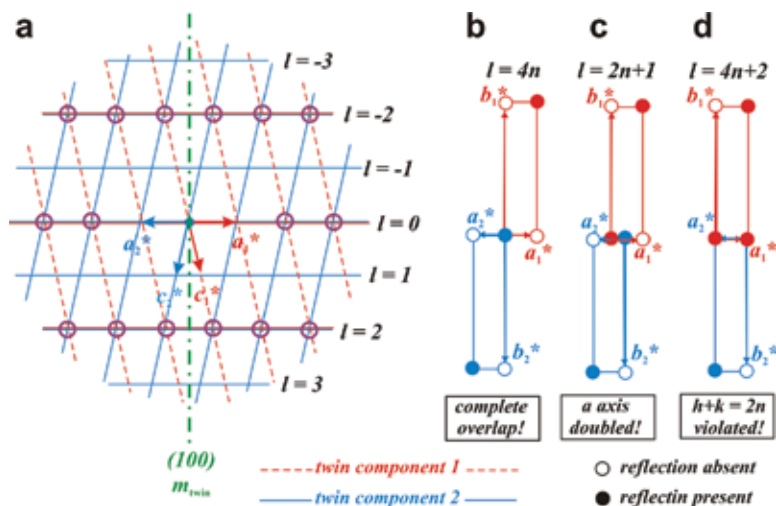 a
b
c
d
l = -3
l = -2
l = -1
l = 0
l = 1
l = 2
l = 3
a₂*
a₁*
c₂*
c₁*
(100)
m twin
l = 4n
b₁*
a₂*
a₁*
b₂*
complete
overlap!
l = 2n+1
b₁*
a₂*
a₁*
b₂*
a axis
doubled!
l = 4n+2
b₁*
a₂*
a₁*
b₂*
h+k = 2n
violated!
twin component 1
twin component 2
reflection absent
reflectin present